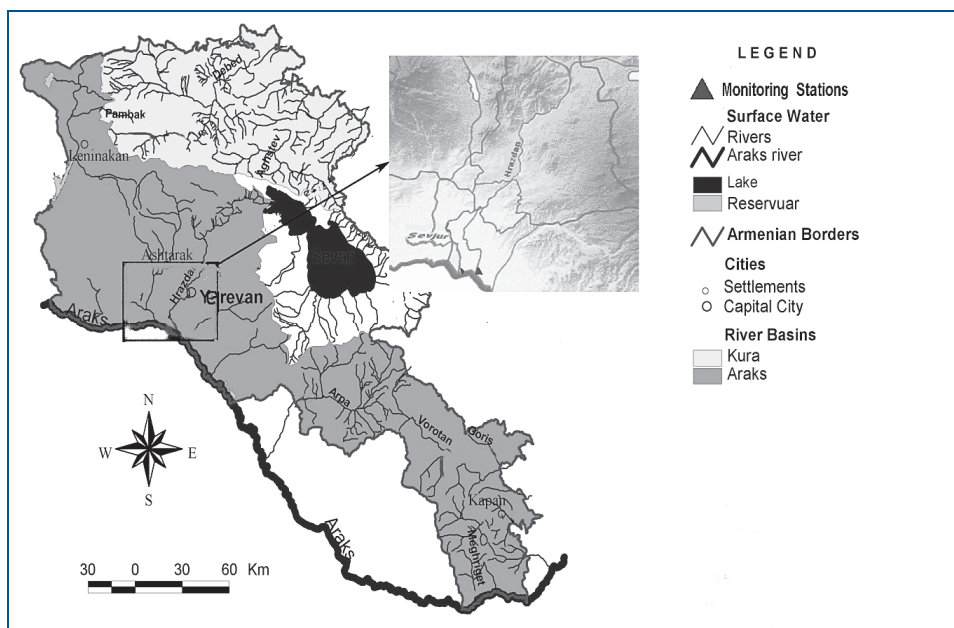 LEGEND
Monitoring Stations
Surface Water
Rivers
Araks river
Lake
Reservuar
Armenian Borders
Cities
Settlements
Capital City
River Basins
Kura
Araks
Debed
Pambak
Leninakan
Aghstev
Hrazdan
Sevjur
Ashtarak
Sevan
Hrazda
Yerevan
Araks
Arpa
Vorotan
Goris
Kapan
Meghriget
Araks
N
W E
S
30 0 30 60 Km